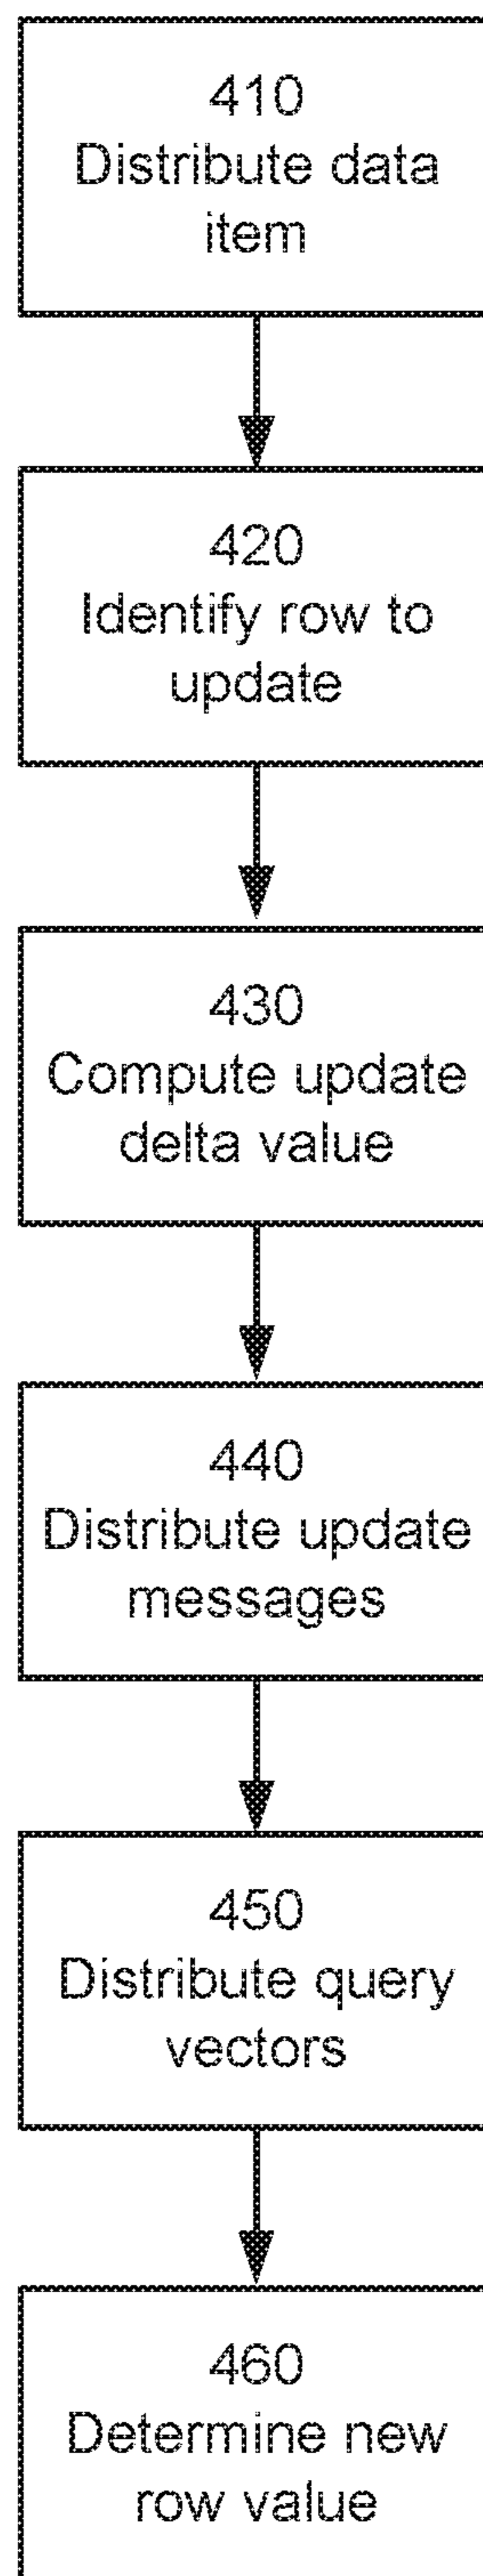 410
Distribute data
item
420
Identify row to
update
430
Compute update
delta value
440
Distribute update
messages
450
Distribute query
vectors
460
Determine new
row value